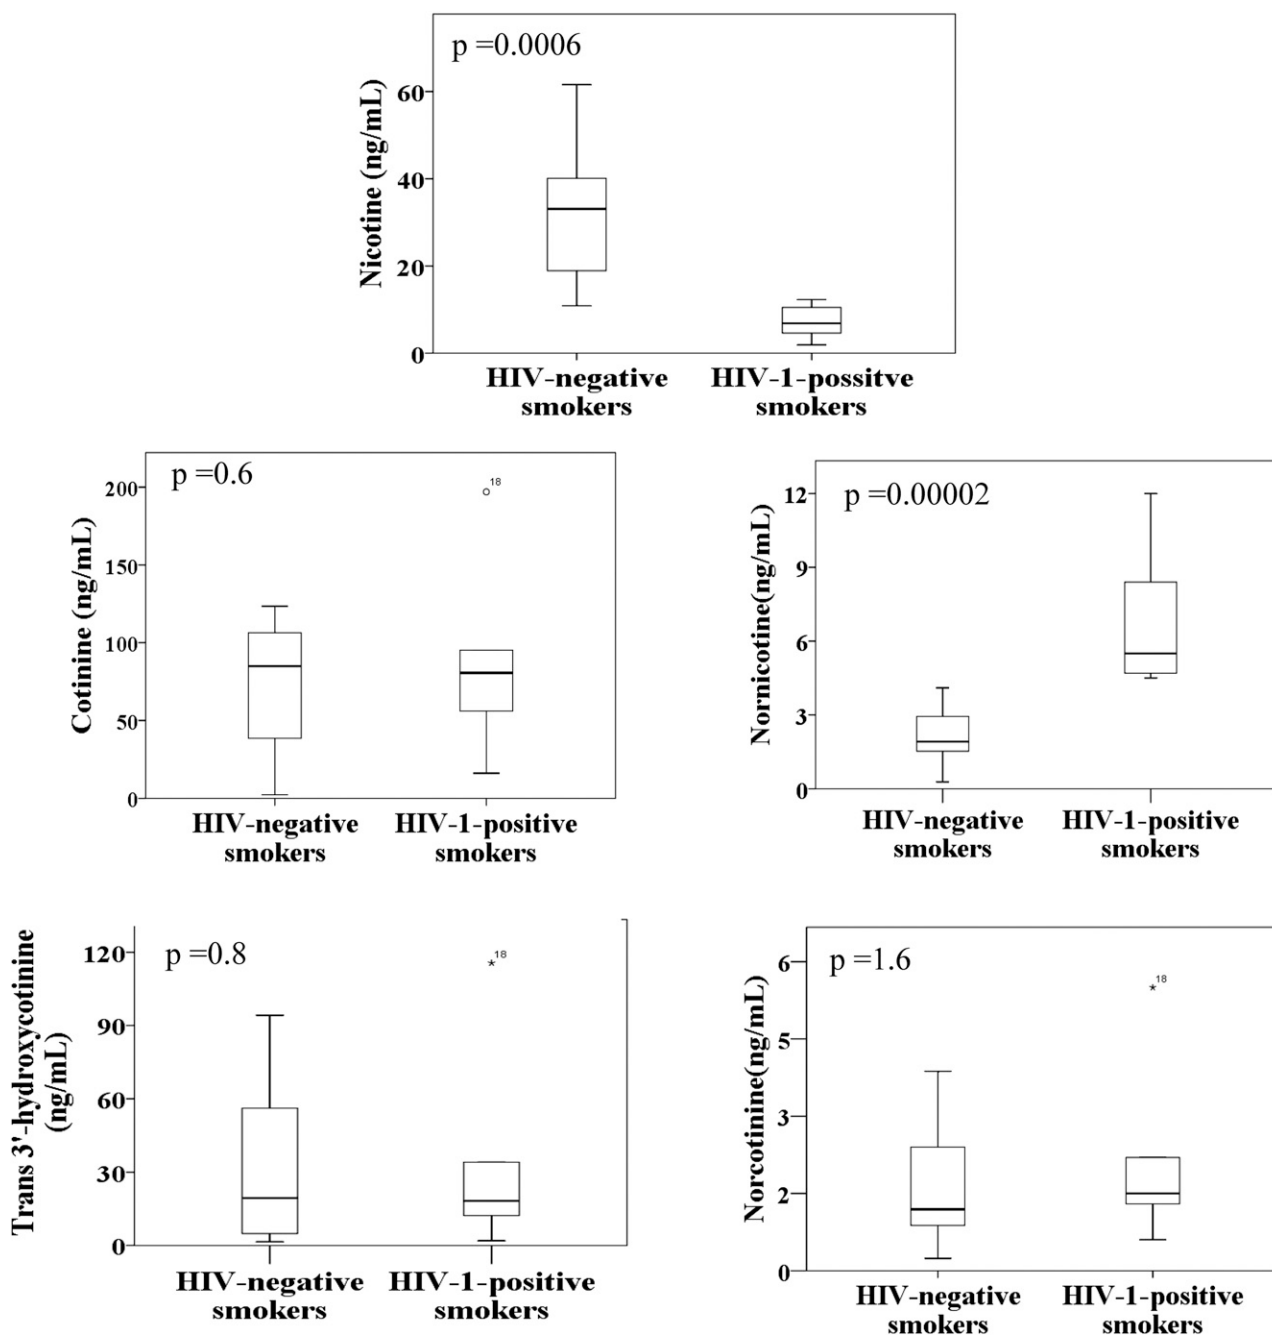 p =0.0006
Nicotine (ng/mL)
60
40
20
0
HIV-negative
smokers
HIV-1-possitve
smokers
p =0.6
Cotinine (ng/mL)
200
150
100
50
0
18
HIV-negative
smokers
HIV-1-positive
smokers
p =0.00002
Nornicotine(ng/mL)
12
9
6
3
0
HIV-negative
smokers
HIV-1-positive
smokers
p =0.8
Trans 3'-hydroxycotinine
(ng/mL)
120
90
60
30
0
18
HIV-negative
smokers
HIV-1-positive
smokers
p =1.6
Norcotinine(ng/mL)
6
5
3
2
0
18
HIV-negative
smokers
HIV-1-positive
smokers